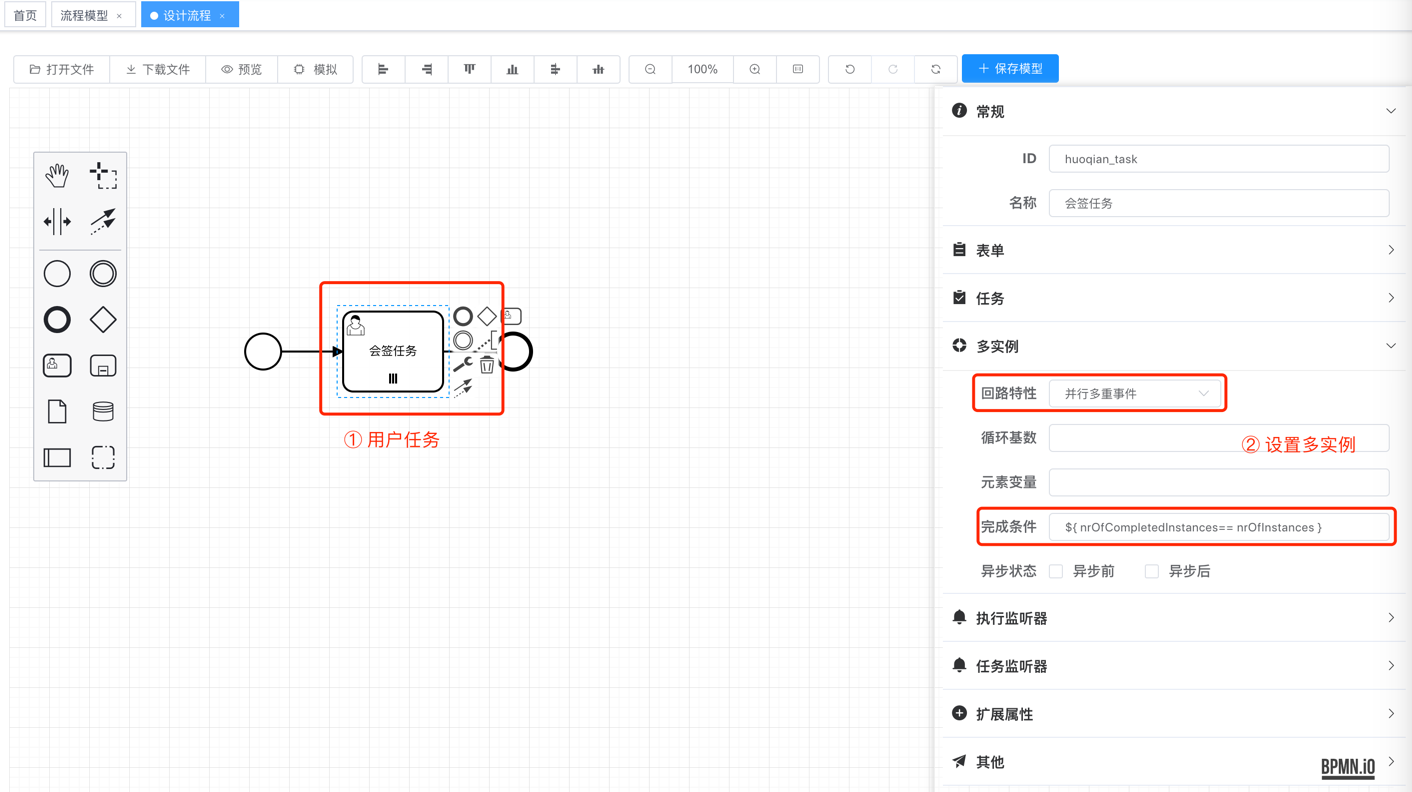 首页 流程模型 × 设计流程 ×
打开文件 下载文件 预览 模拟 100% 保存模型
常规
ID huoqian_task
名称 会签任务
表单
任务
多实例
回路特性 并行多重事件
循环基数
② 设置多实例
元素变量
完成条件 ${ nrOfCompletedInstances== nrOfInstances }
异步状态 异步前 异步后
执行监听器
任务监听器
扩展属性
其他
会签任务
① 用户任务
BPMN.iO